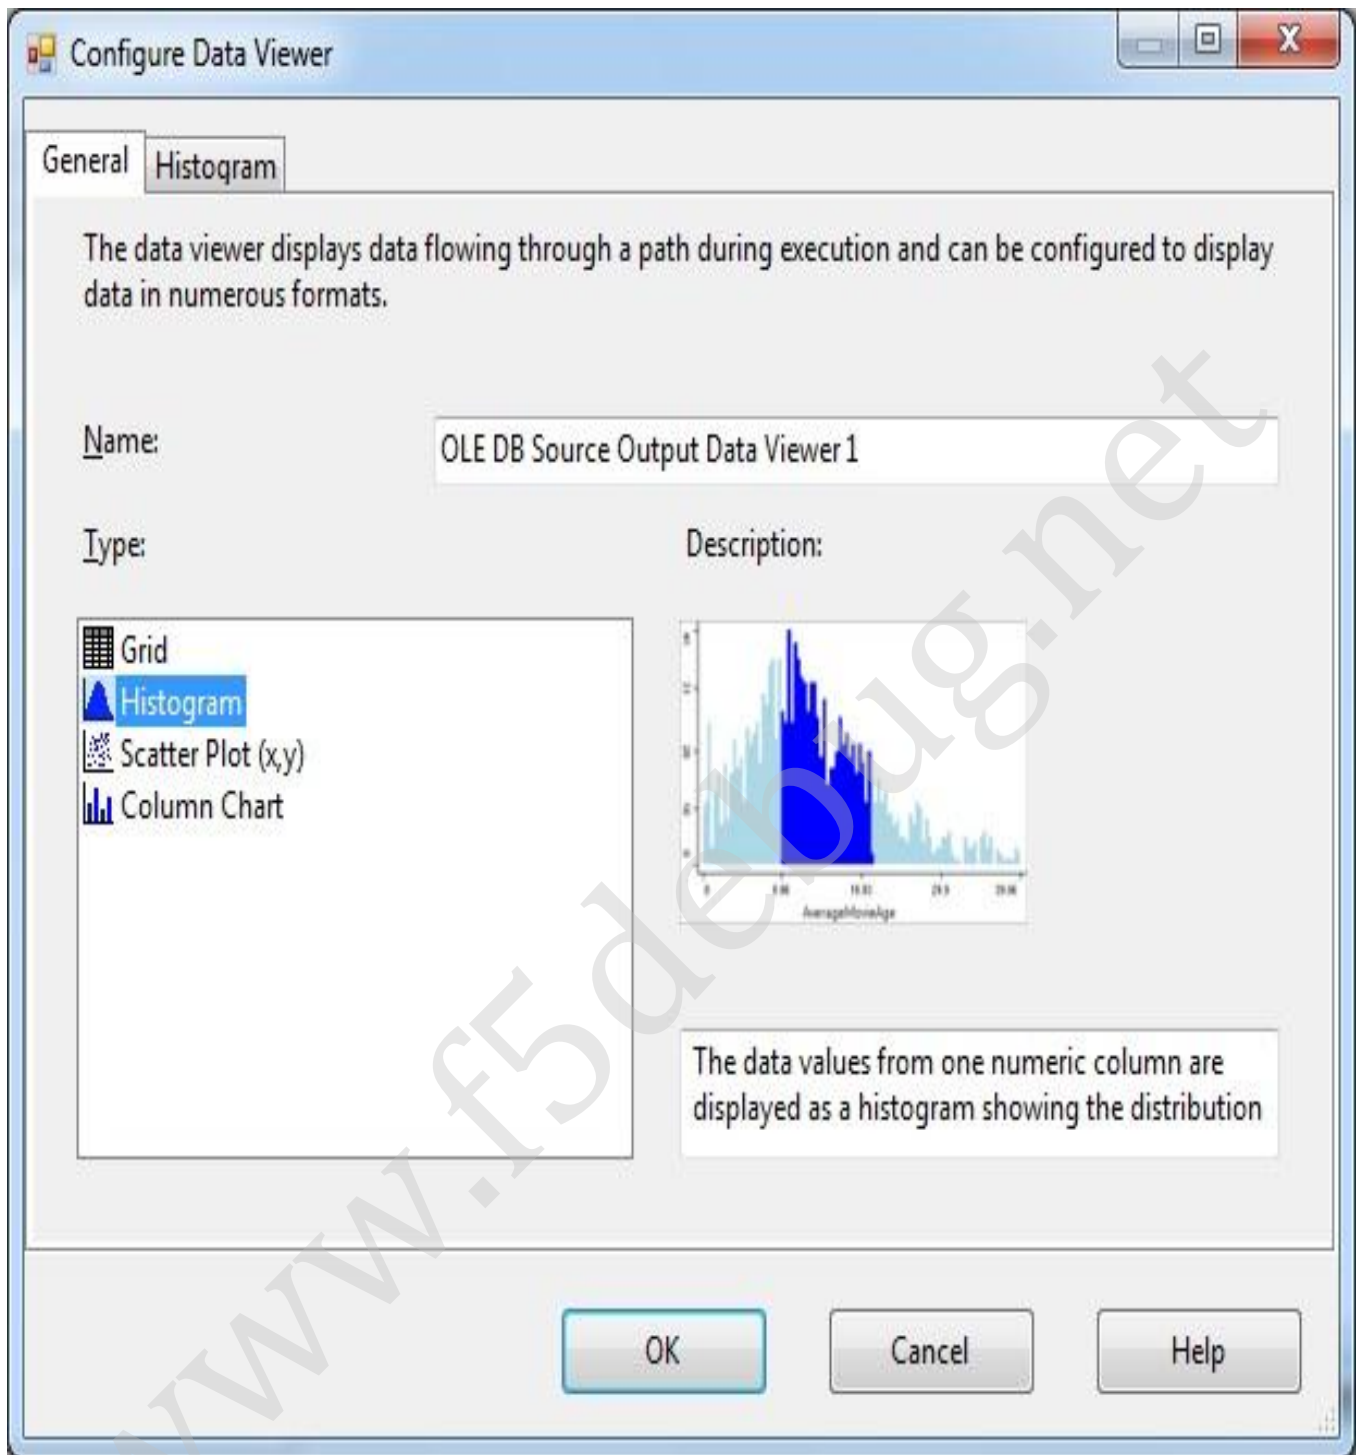 Configure Data Viewer
General
Histogram
The data viewer displays data flowing through a path during execution and can be configured to display
data in numerous formats.
Name:
OLE DB Source Output Data Viewer 1
Type:
Description:
Grid
Histogram
Scatter Plot (x,y)
Column Chart
AverageMovieAge
The data values from one numeric column are
displayed as a histogram showing the distribution
OK
Cancel
Help
www.f5debug.net